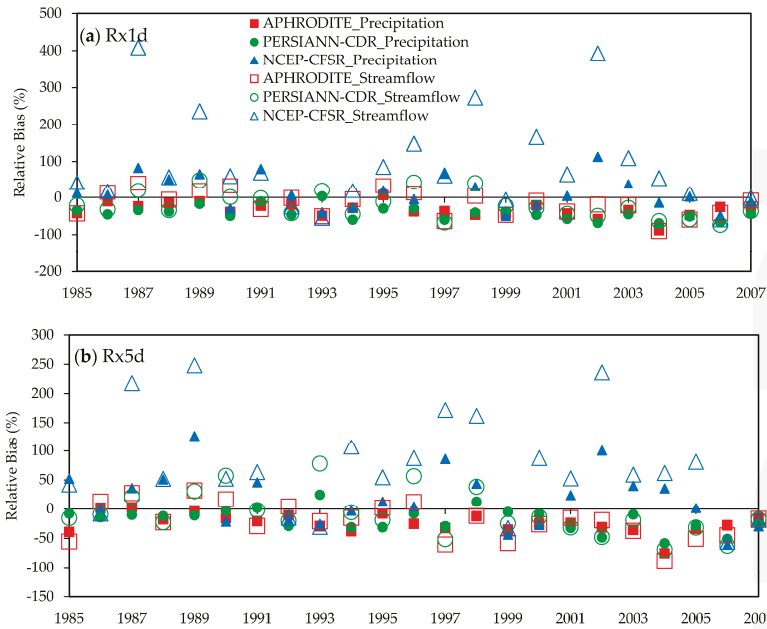 500
(a) Rx1d
APHRODITE_Precipitation
400
PERSIANN-CDR_Precipitation
NCEP-CFSR_Precipitation
300
APHRODITE_Streamflow
PERSIANN-CDR_Streamflow
200
NCEP-CFSR_Streamflow
100
0
-100
-200
Relative Bias (%)
1985 1987 1989 1991 1993 1995 1997 1999 2001 2003 2005 2007
300
(b) Rx5d
250
200
150
100
50
0
-50
-100
-150
Relative Bias (%)
1985 1987 1989 1991 1993 1995 1997 1999 2001 2003 2005 200